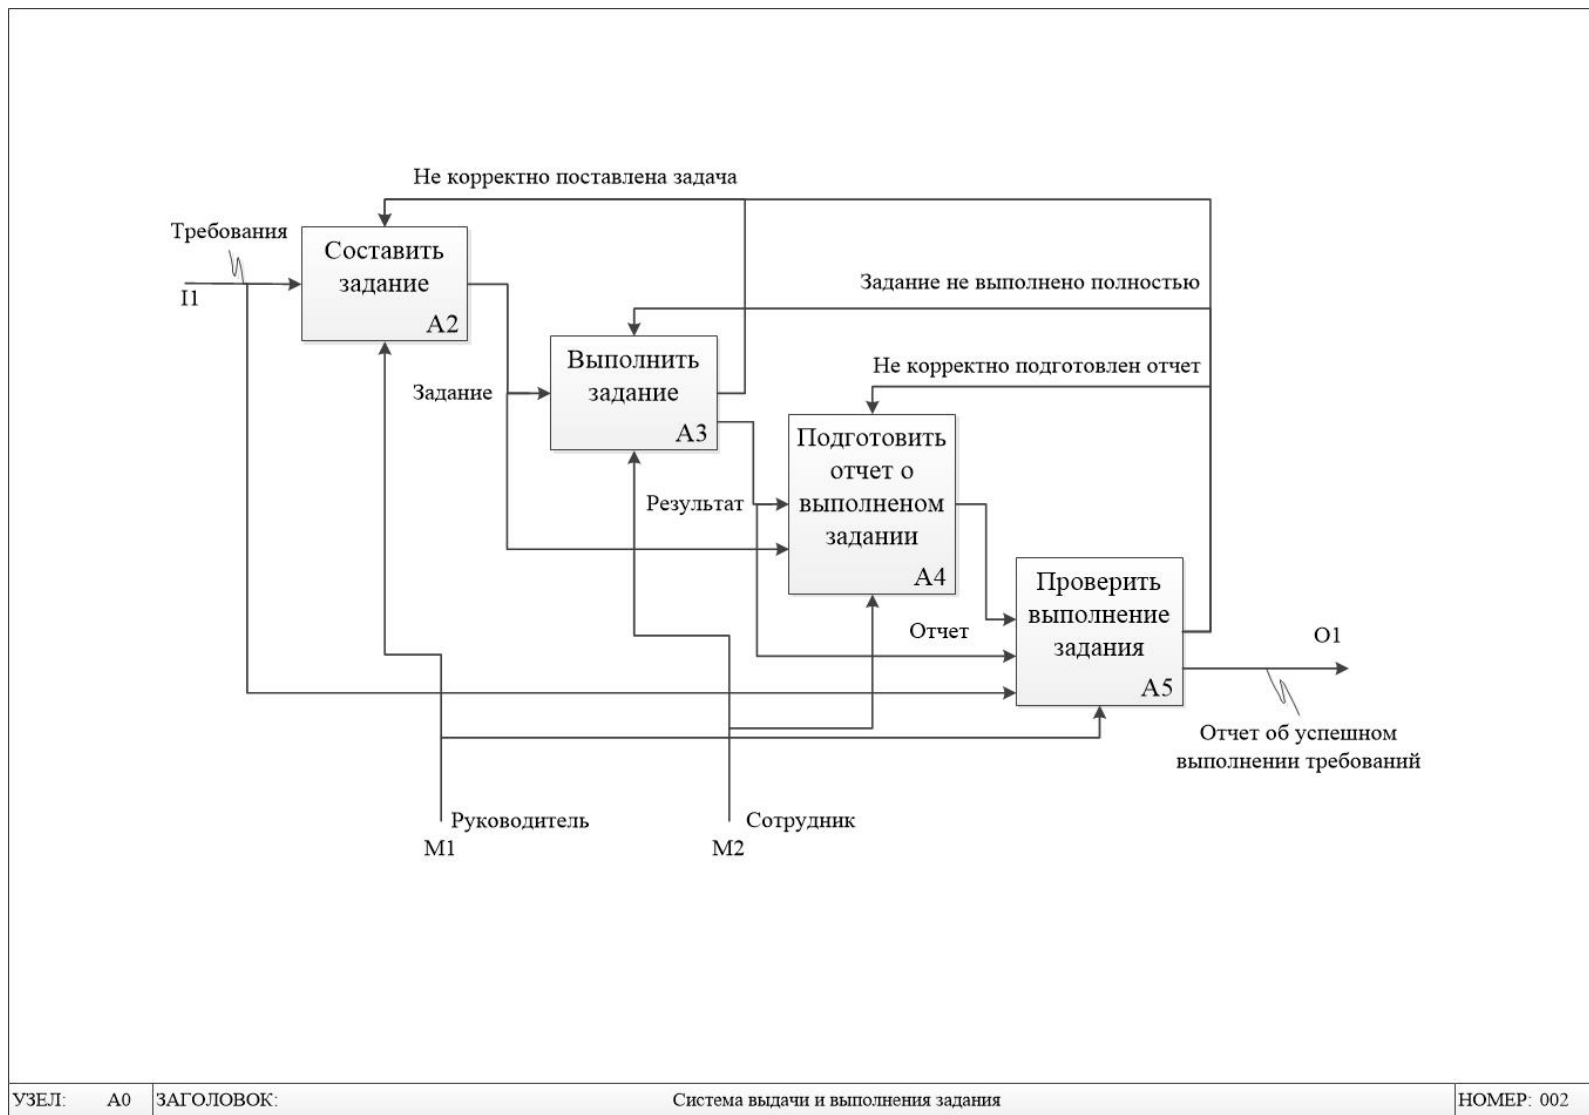 Не корректно поставлена задача
Требования
I1
Составить
задание
A2
Задание не выполнено полностью
Выполнить
задание
A3
Задание
Не корректно подготовлен отчет
Подготовить
отчет о
выполненом
задании
A4
Результат
Проверить
выполнение
задания
A5
Отчет
O1
Отчет об успешном
выполнении требований
Руководитель
M1
Сотрудник
M2
УЗЕЛ: A0 ЗАГОЛОВОК: Система выдачи и выполнения задания НОМЕР: 002